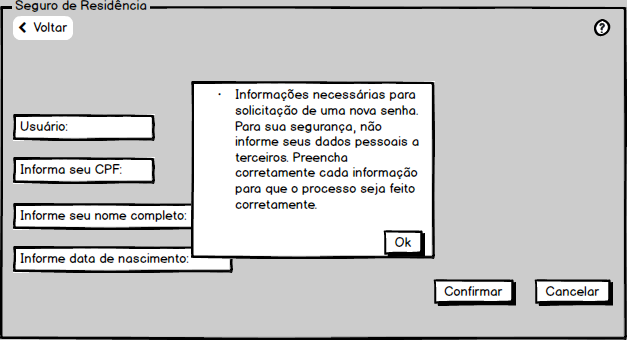 Seguro de Residência
Voltar
?
Informações necessárias para
solicitação de uma nova senha.
Para sua segurança, não
informe seus dados pessoais a
terceiros. Preencha
corretamente cada informação
para que o processo seja feito
corretamente.
Ok
Usuário:
Informa seu CPF:
Informe seu nome completo:
Informe data de nascimento:
Confirmar
Cancelar